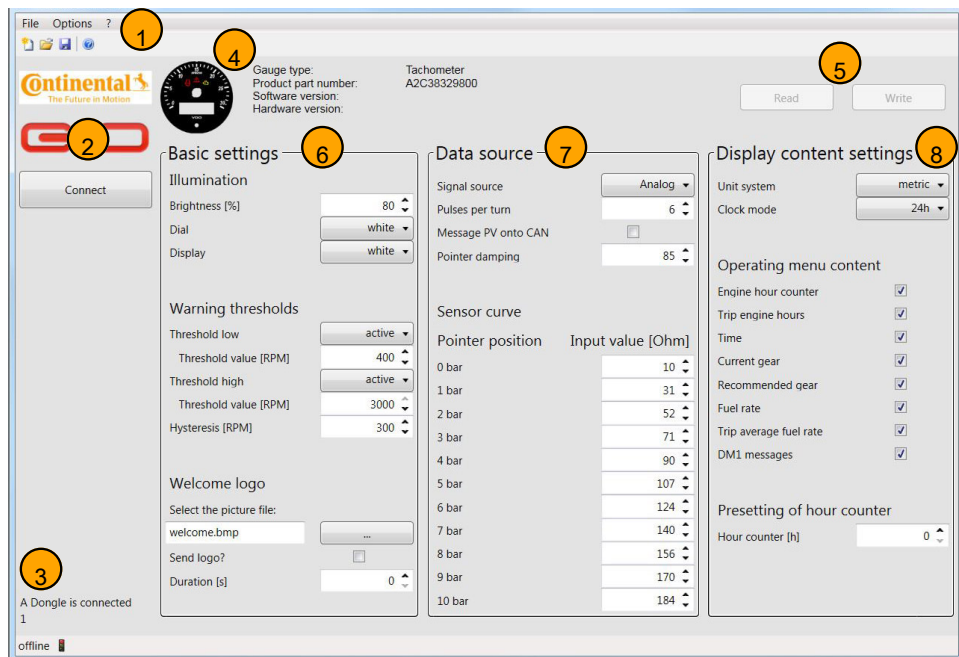 File Options ?
1
Continental
The Future in Motion
4
Gauge type: Tachometer
Product part number: A2C38329800
Software version:
Hardware version:
5
Read Write
2
Connect
3
A Dongle is connected
1
offline
Basic settings 6
Illumination
Brightness [%] 80
Dial white
Display white
Warning thresholds
Threshold low active
Threshold value [RPM] 400
Threshold high active
Threshold value [RPM] 3000
Hysteresis [RPM] 300
Welcome logo
Select the picture file:
welcome.bmp ...
Send logo?
Duration [s] 0
Data source 7
Signal source Analog
Pulses per turn 6
Message PV onto CAN
Pointer damping 85
Sensor curve
Pointer position Input value [Ohm]
0 bar 10
1 bar 31
2 bar 52
3 bar 71
4 bar 90
5 bar 107
6 bar 124
7 bar 140
8 bar 156
9 bar 170
10 bar 184
Display content settings 8
Unit system metric
Clock mode 24h
Operating menu content
Engine hour counter
Trip engine hours
Time
Current gear
Recommended gear
Fuel rate
Trip average fuel rate
DM1 messages
Presetting of hour counter
Hour counter [h] 0